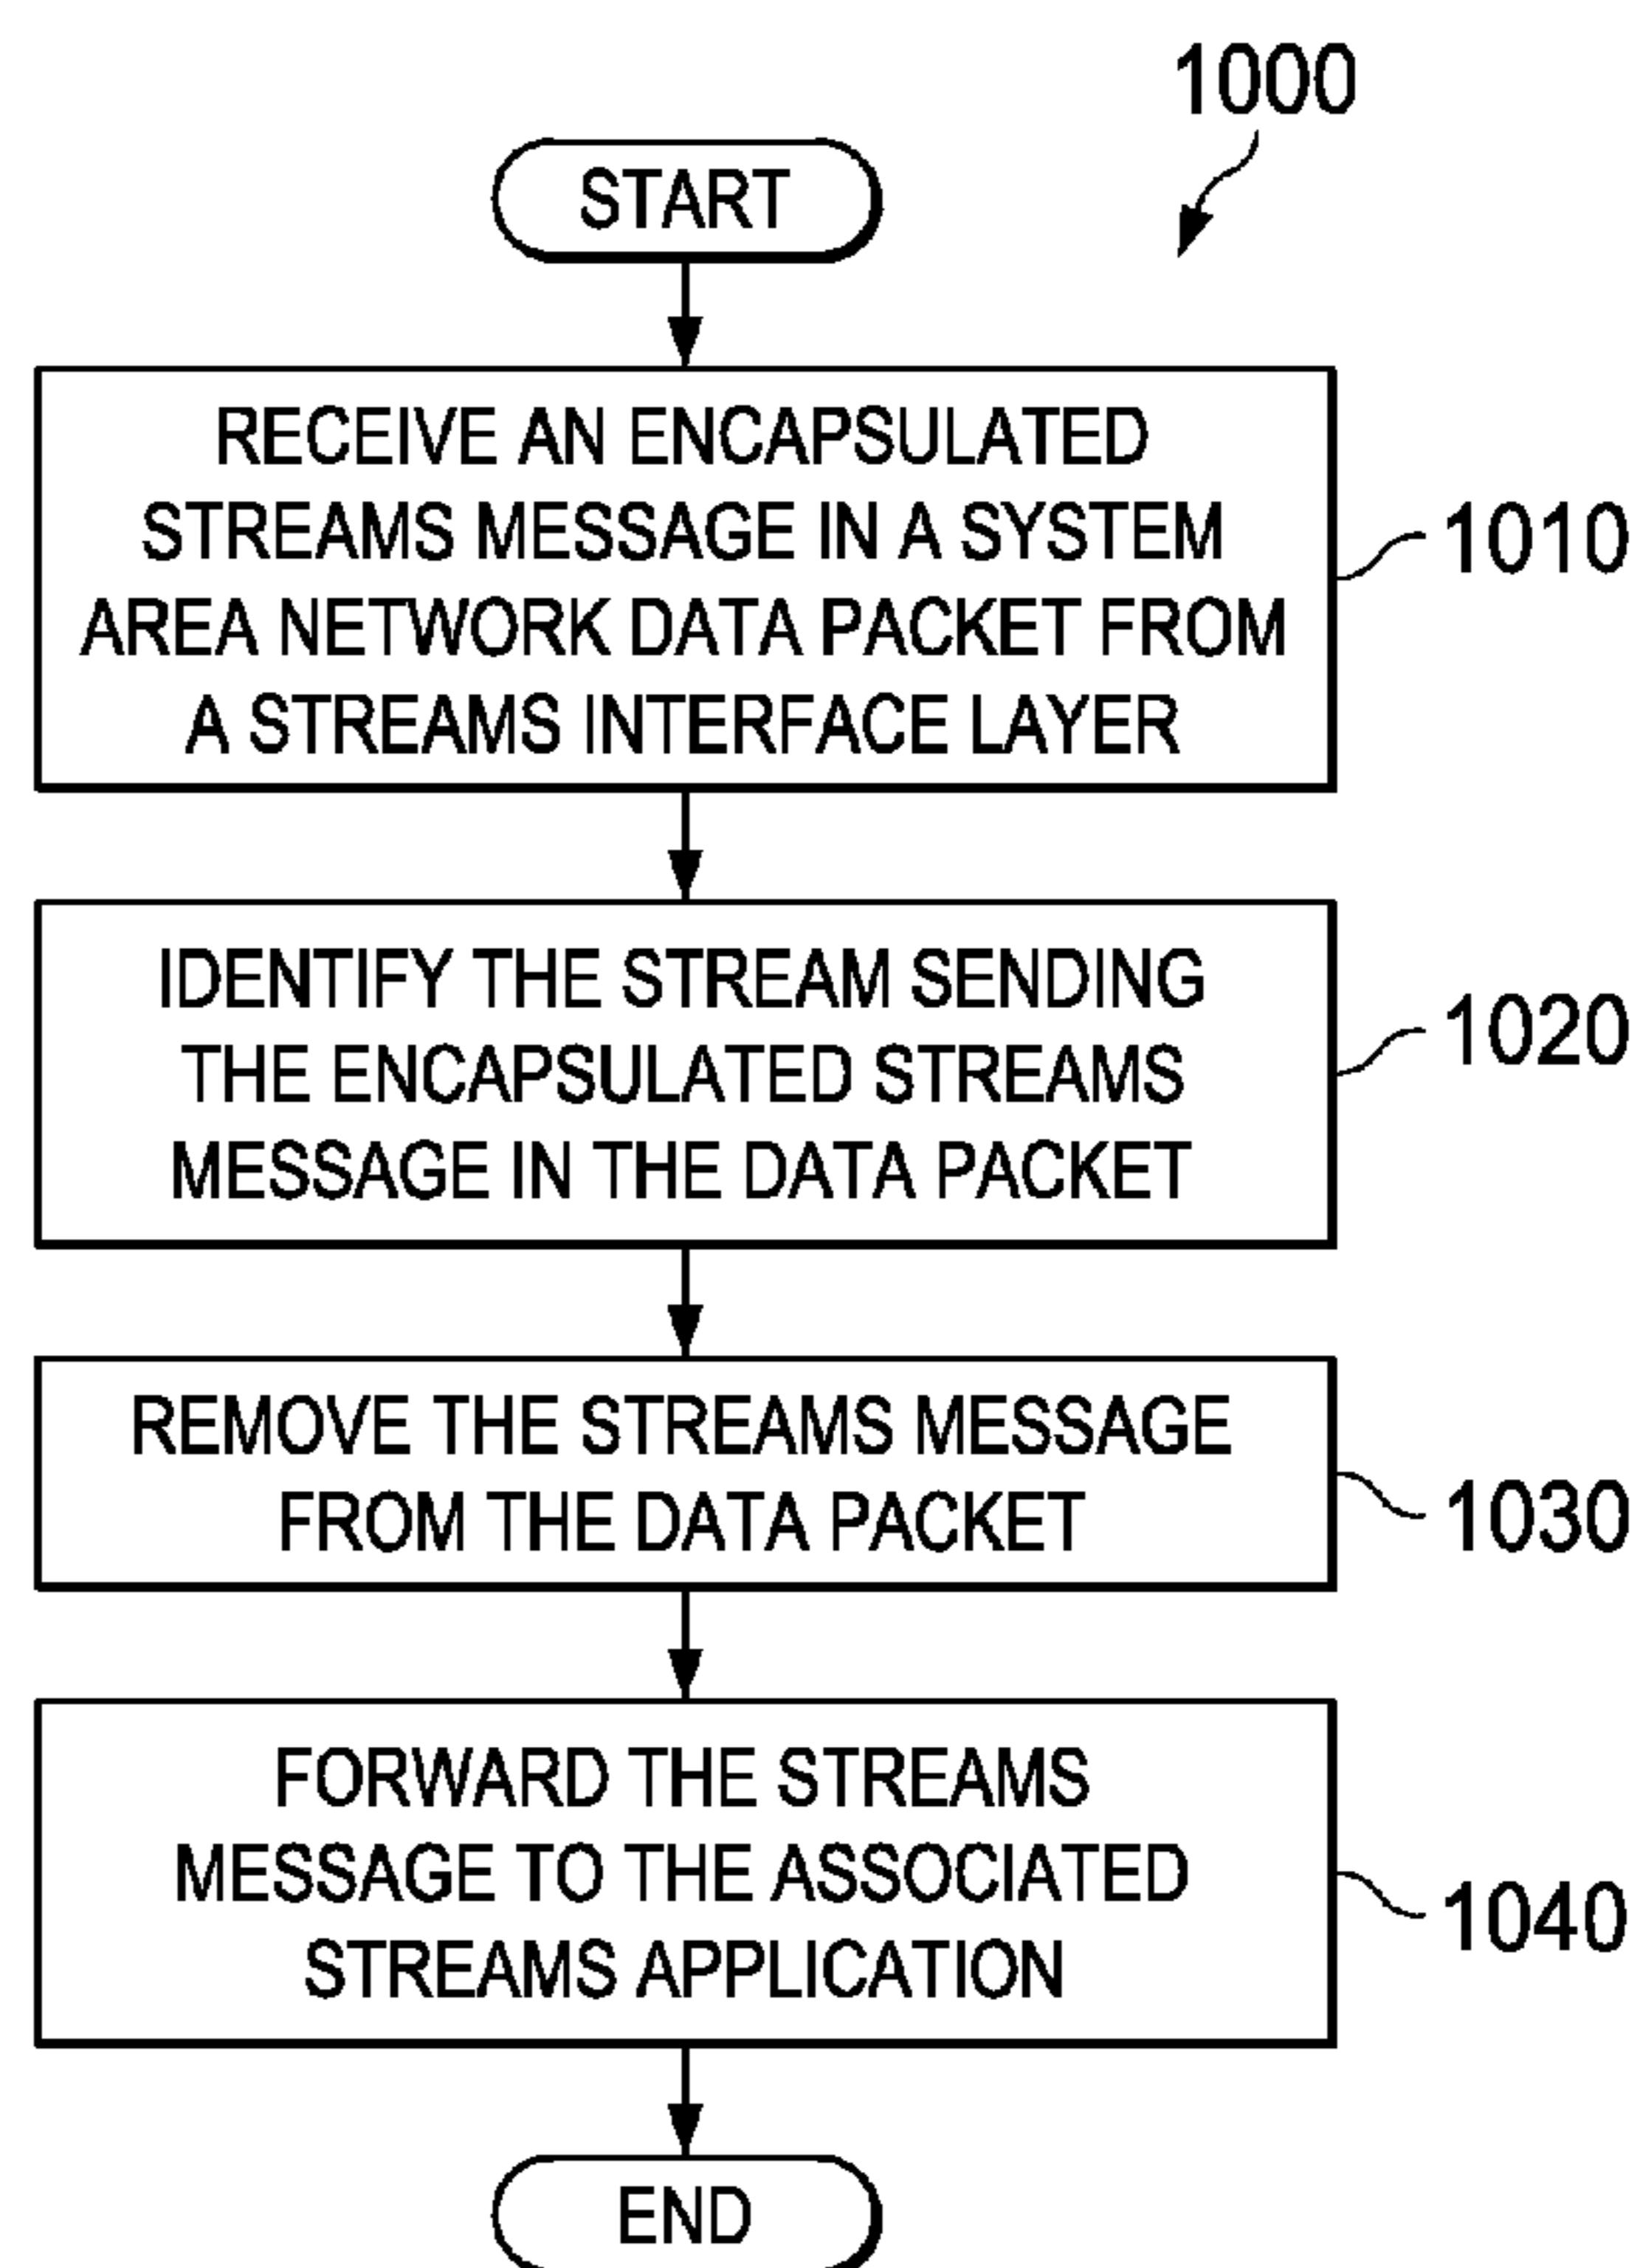 1000
START
RECEIVE AN ENCAPSULATED
STREAMS MESSAGE IN A SYSTEM
AREA NETWORK DATA PACKET FROM
A STREAMS INTERFACE LAYER
1010
IDENTIFY THE STREAM SENDING
THE ENCAPSULATED STREAMS
MESSAGE IN THE DATA PACKET
1020
REMOVE THE STREAMS MESSAGE
FROM THE DATA PACKET
1030
FORWARD THE STREAMS
MESSAGE TO THE ASSOCIATED
STREAMS APPLICATION
1040
END